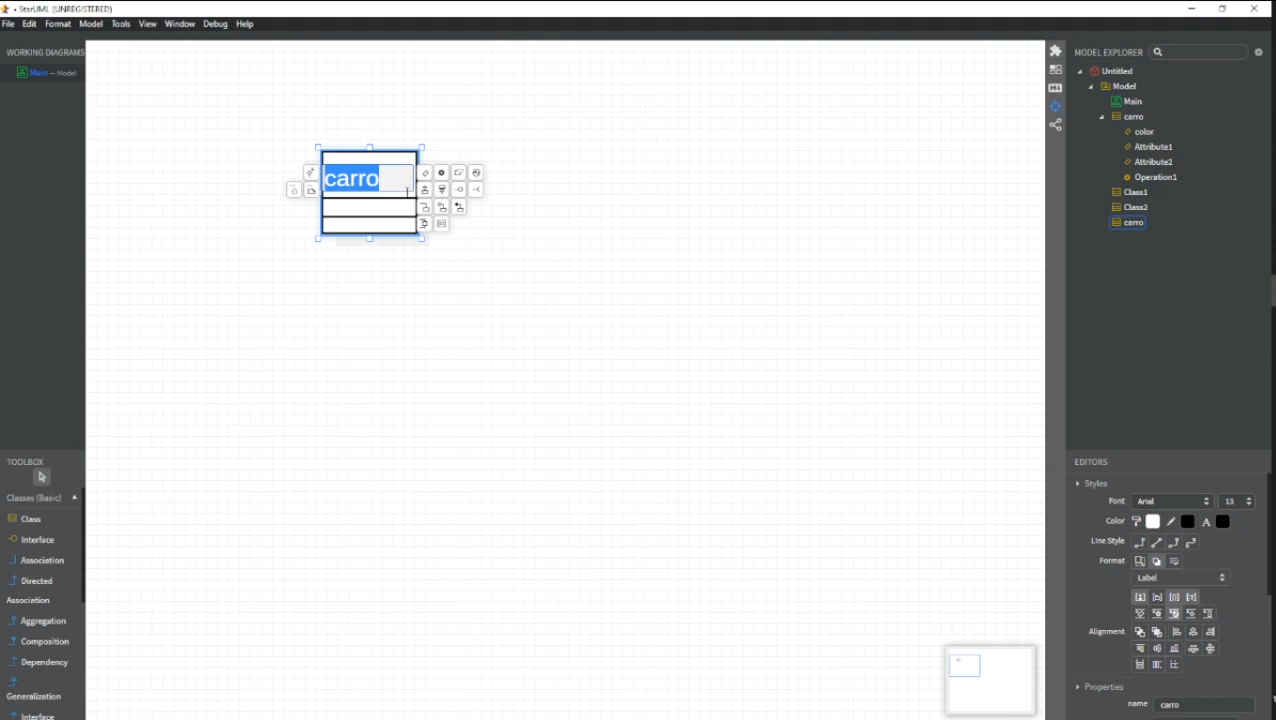 • StarUML (UNREGISTERED)
File Edit Format Model Tools View Window Debug Help
WORKING DIAGRAMS
Main — Model
carro
MODEL EXPLORER
Untitled
Model
Main
carro
color
Attribute1
Attribute2
Operation1
Class1
Class2
carro
TOOLBOX
Classes (Basic)
Class
Interface
Association
Directed
Association
Aggregation
Composition
Dependency
Generalization
Interface
EDITORS
Styles
Font Arial 13
Color
Line Style
Format
Label
Alignment
Properties
name carro